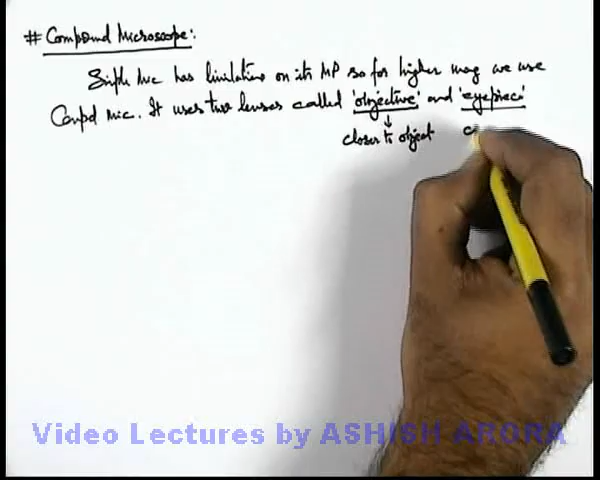 # Compound Microscope:
Simple Mic has limitations on its MP so for higher mag we use
Compd mic. It uses two lenses called 'objective' and 'eyepiece'
closer to object
Video Lectures by ASHISH ARORA